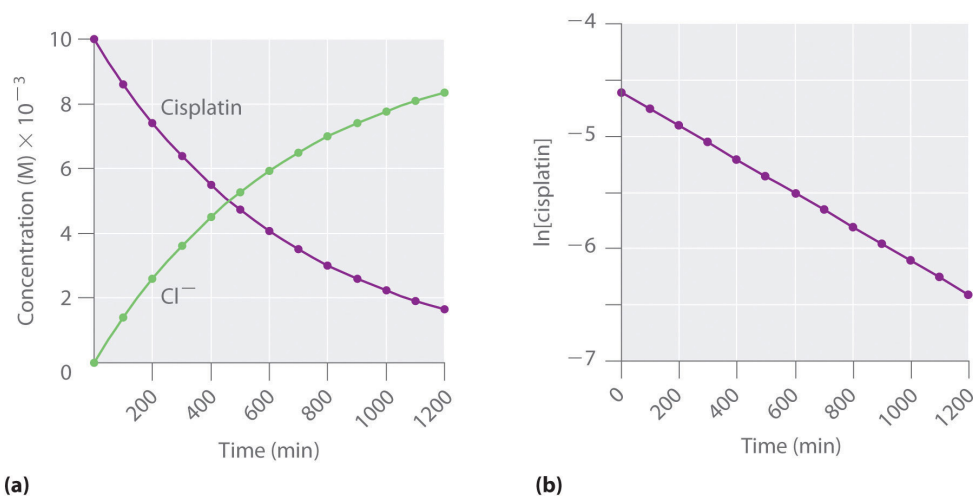 Concentration (M) × 10⁻³
10
8
6
4
2
0
Cisplatin
Cl⁻
200
400
600
800
1000
1200
Time (min)
(a)
ln[cisplatin]
−4
−5
−6
−7
0
200
400
600
800
1000
1200
Time (min)
(b)